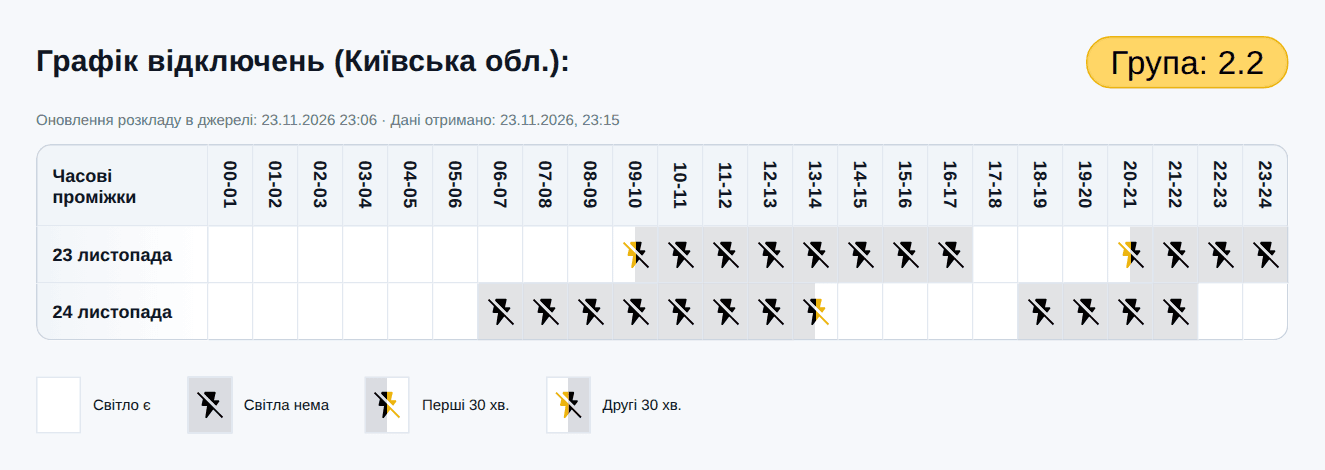 Графік відключень (Київська обл.):
Група: 2.2
Оновлення розкладу в джерелі: 23.11.2026 23:06 · Дані отримано: 23.11.2026, 23:15
Часові
проміжки
00-01
01-02
02-03
03-04
04-05
05-06
06-07
07-08
08-09
09-10
10-11
11-12
12-13
13-14
14-15
15-16
16-17
17-18
18-19
19-20
20-21
21-22
22-23
23-24
23 листопада
24 листопада
Світло є
Світла нема
Перші 30 хв.
Другі 30 хв.